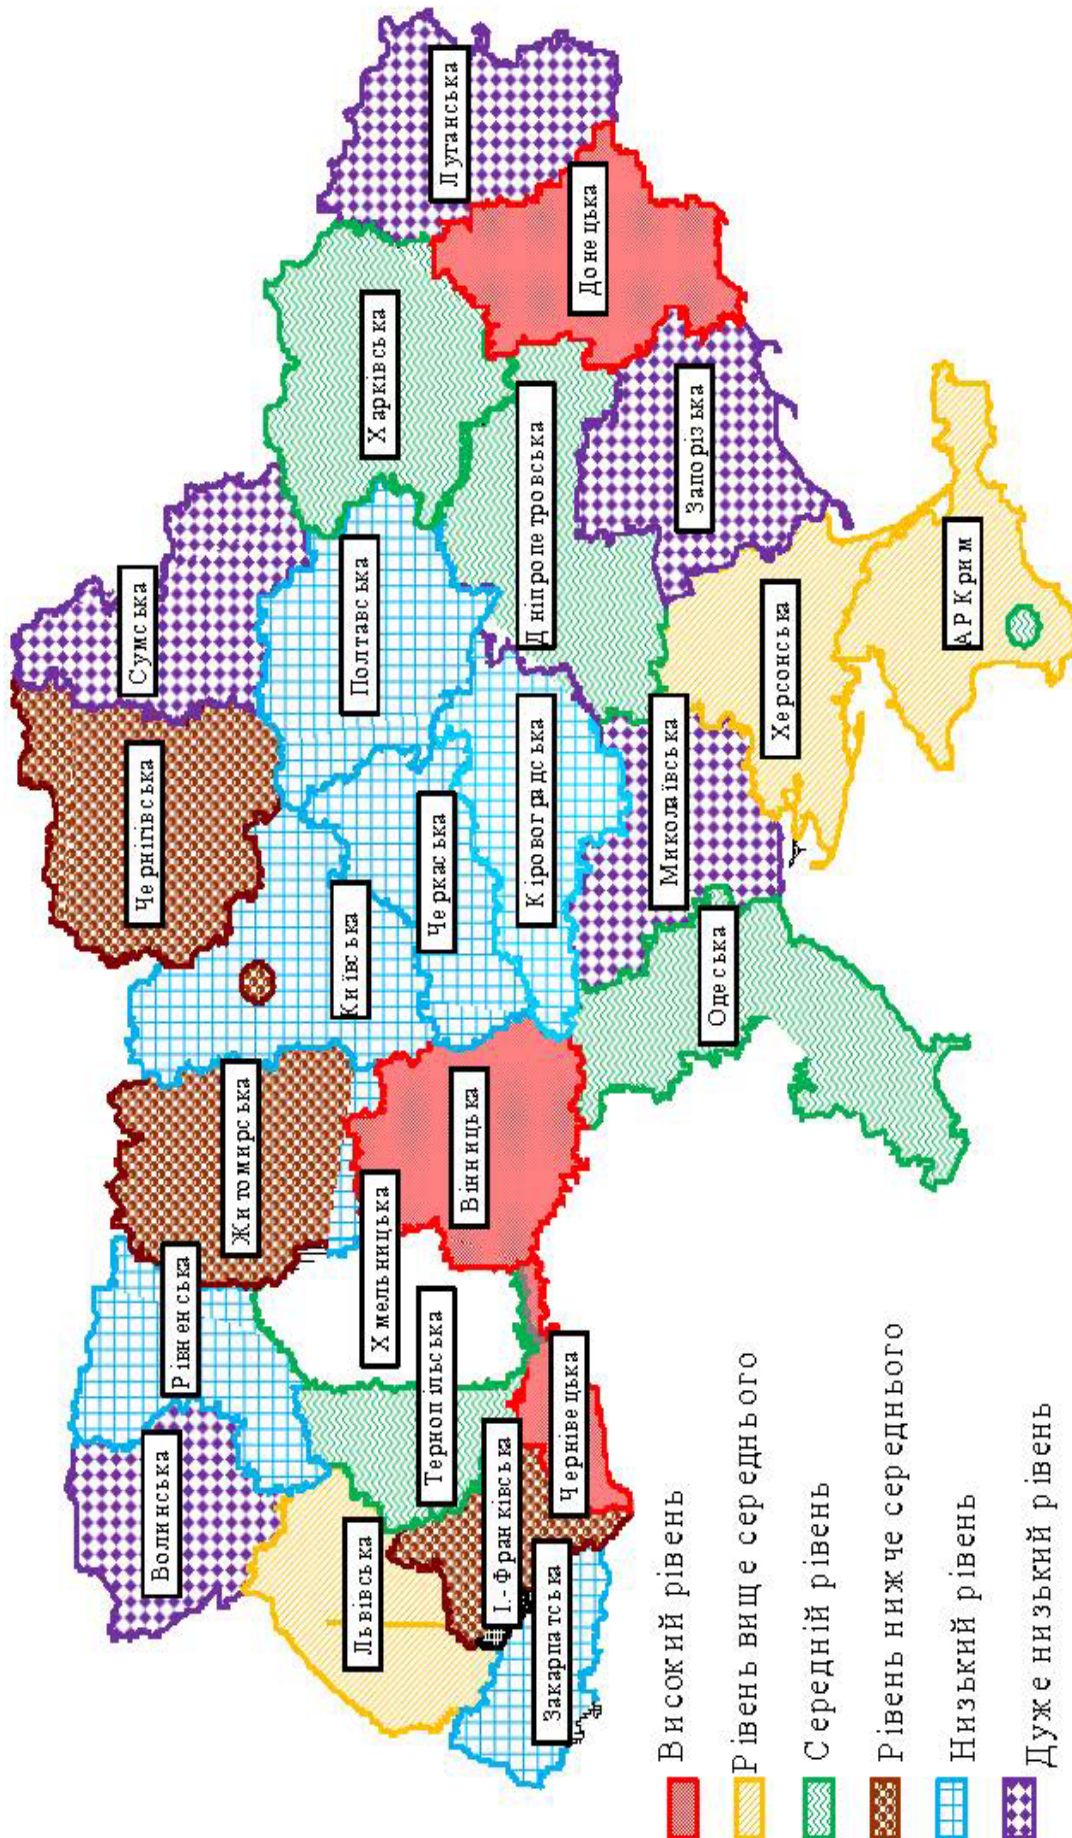 Волинська
Рівненська
Житомирська
Київська
Чернігівська
Сумська
Львівська
Тернопільська
Хмельницька
Вінницька
Черкаська
Полтавська
Харківська
Луганська
Закарпатська
І.-Франківська
Чернівецька
Кіровоградська
Дніпропетровська
Донецька
Одеська
Миколаївська
Херсонська
Запорізька
АРКрим
Високий рівень
Рівень вище середнього
Середній рівень
Рівень нижче середнього
Низький рівень
Дуже низький рівень